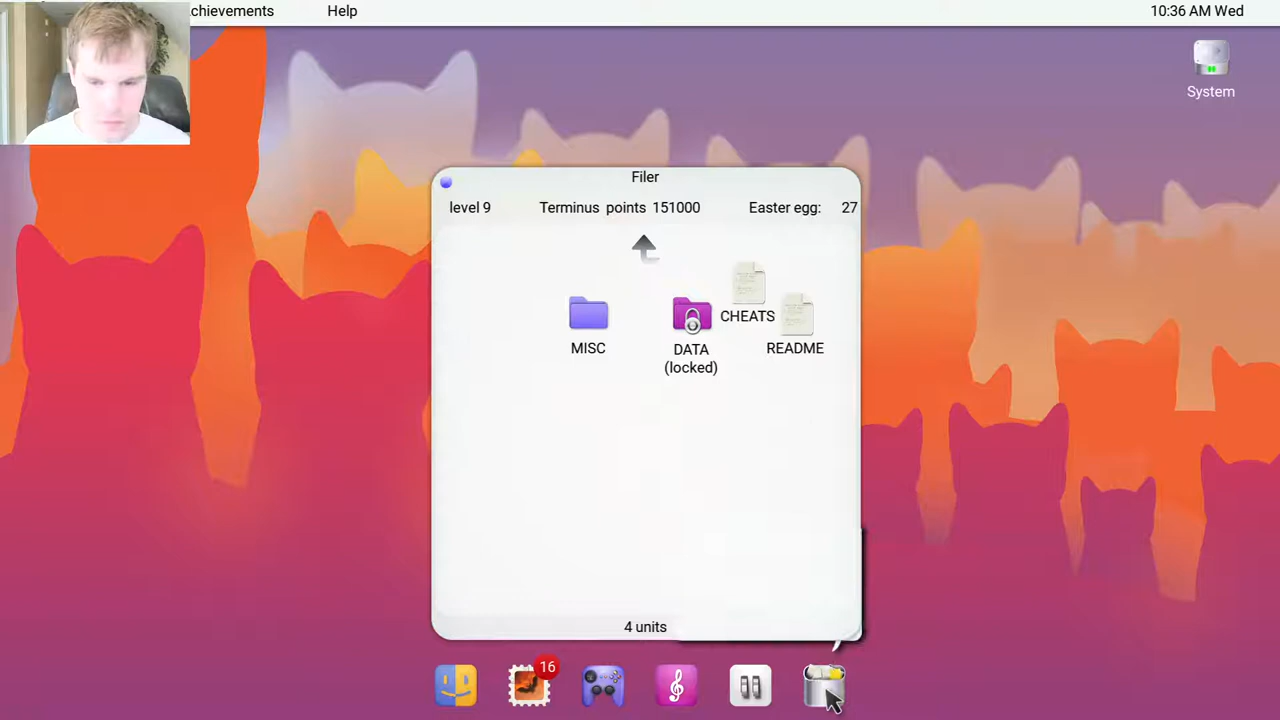 chievements Help 10:36 AM Wed
System
Filer
level 9 Terminus points 151000 Easter egg: 27
CHEATS
MISC DATA (locked) README
4 units
16